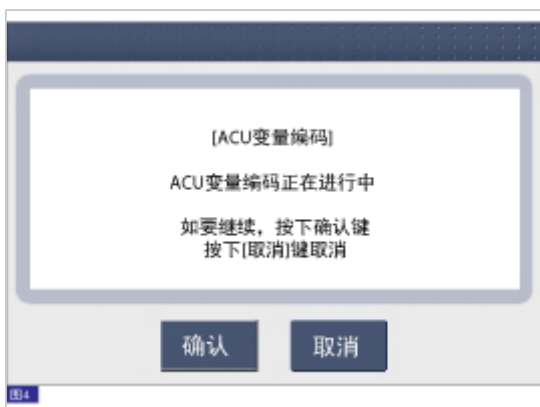 [ACU变量编码]
ACU变量编码正在进行中
如要继续，按下确认键
按下[取消]键取消
确认
取消
图4